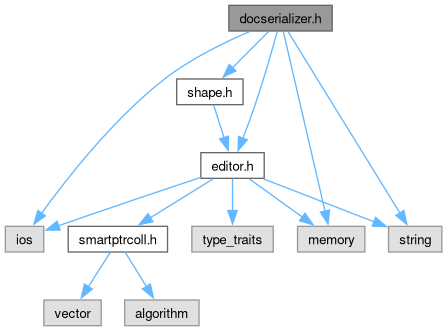 docserializer.h
shape.h
editor.h
ios
smartptrcoll.h
type_traits
memory
string
vector
algorithm